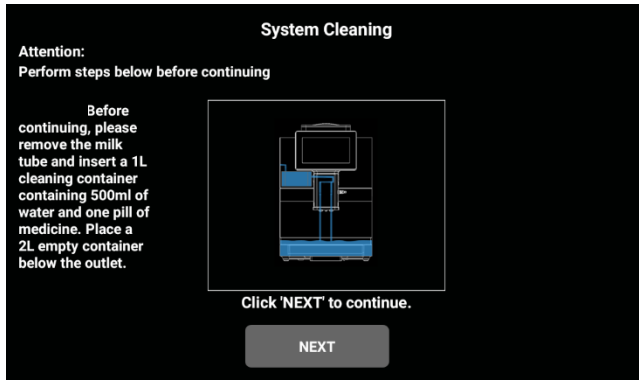 System Cleaning
Attention:
Perform steps below before continuing
Before
continuing, please
remove the milk
tube and insert a 1L
cleaning container
containing 500ml of
water and one pill of
medicine. Place a
2L empty container
below the outlet.
Click 'NEXT' to continue.
NEXT